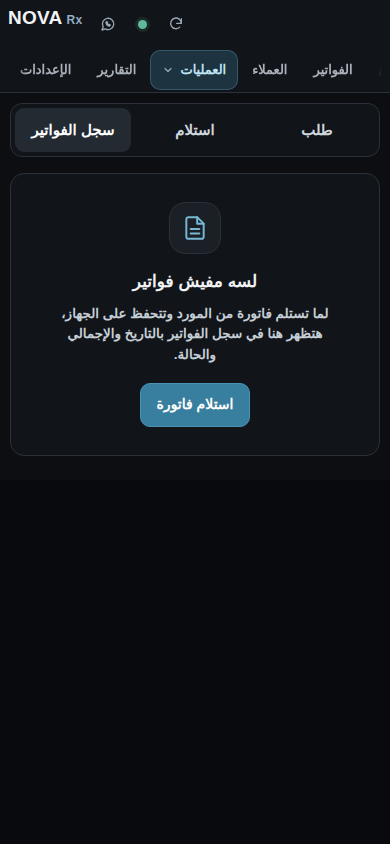 NOVA Rx
الفواتير
العملاء
العمليات
التقارير
الإعدادات
طلب
استلام
سجل الفواتير
لسه مفيش فواتير
لما تستلم فاتورة من المورد وتتحفظ على الجهاز،
هتظهر هنا في سجل الفواتير بالتاريخ والإجمالي
والحالة.
استلام فاتورة